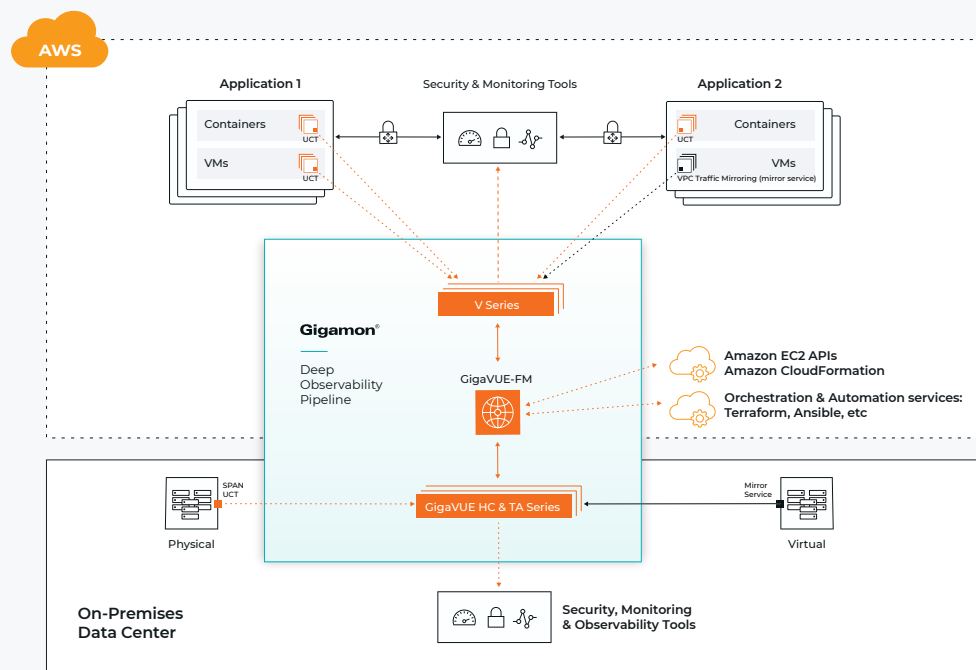 AWS
Application 1
Security & Monitoring Tools
Application 2
Containers
UCT
VMs
UCT
Containers
UCT
VMs
VPC Traffic Mirroring (mirror service)
V Series
Gigamon®
Deep
Observability
Pipeline
GigaVUE-FM
Amazon EC2 APIs
Amazon CloudFormation
Orchestration & Automation services:
Terraform, Ansible, etc
SPAN
UCT
Physical
GigaVUE HC & TA Series
Mirror
Service
Virtual
On-Premises
Data Center
Security, Monitoring
& Observability Tools